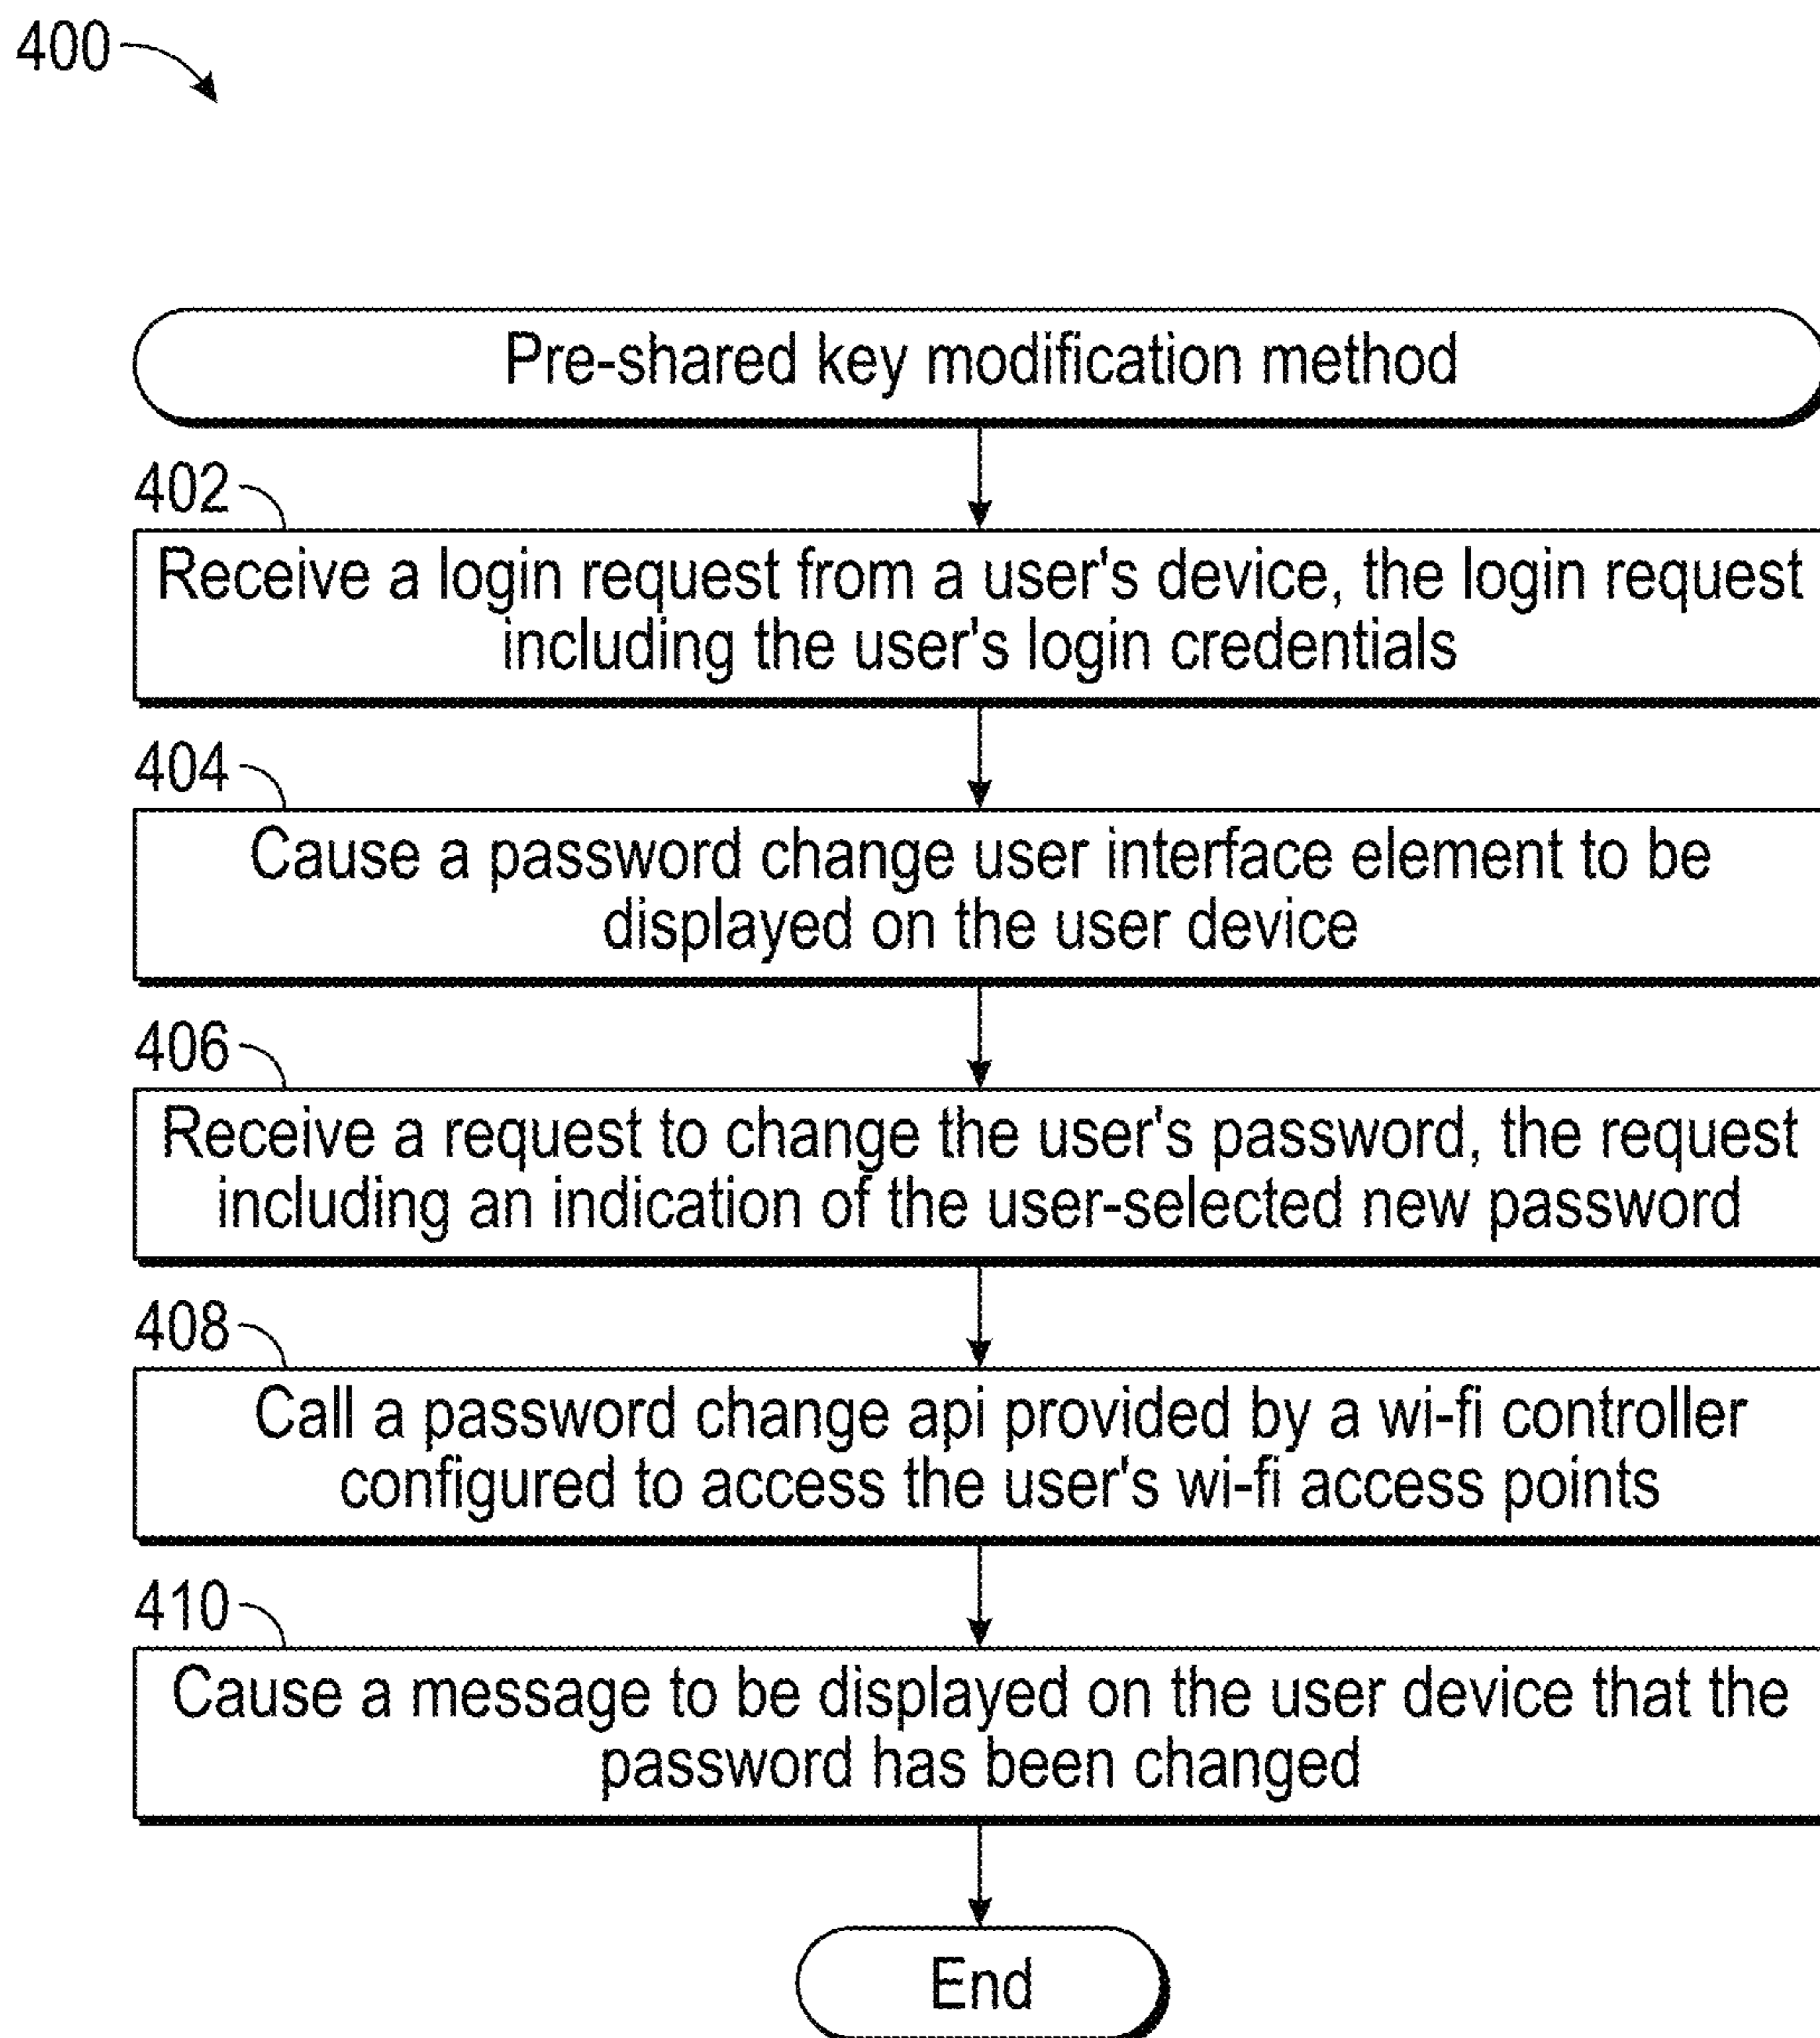 400
Pre-shared key modification method
402
Receive a login request from a user's device, the login request
including the user's login credentials
404
Cause a password change user interface element to be
displayed on the user device
406
Receive a request to change the user's password, the request
including an indication of the user-selected new password
408
Call a password change api provided by a wi-fi controller
configured to access the user's wi-fi access points
410
Cause a message to be displayed on the user device that the
password has been changed
End